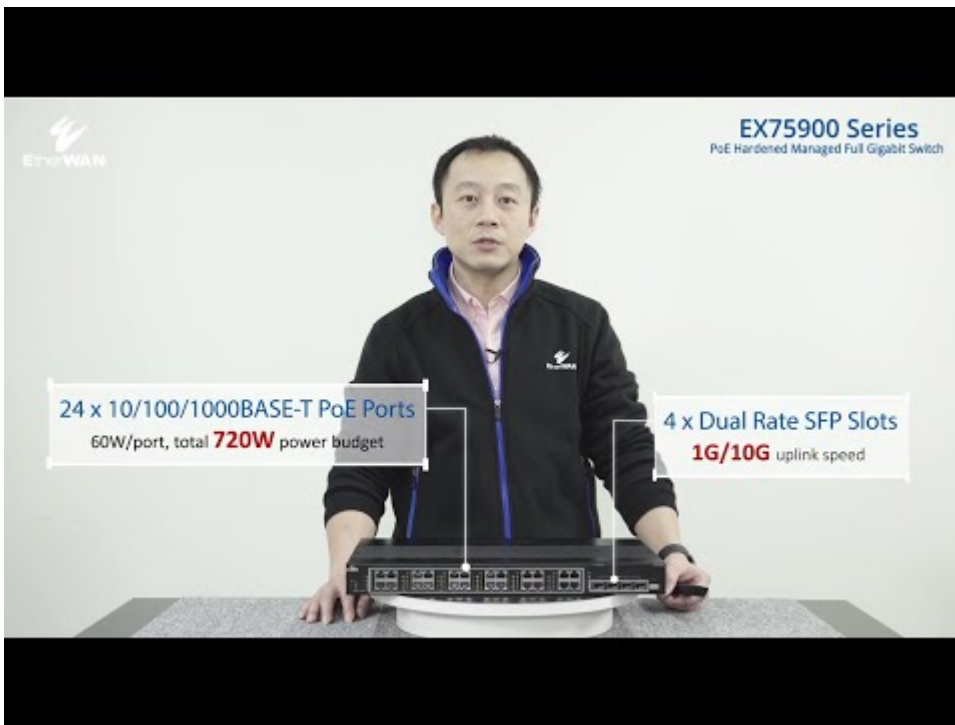 EtherWAN
EX75900 Series
PoE Hardened Managed Full Gigabit Switch
EtherWAN
24 x 10/100/1000BASE-T PoE Ports
60W/port, total 720W power budget
4 x Dual Rate SFP Slots
1G/10G uplink speed